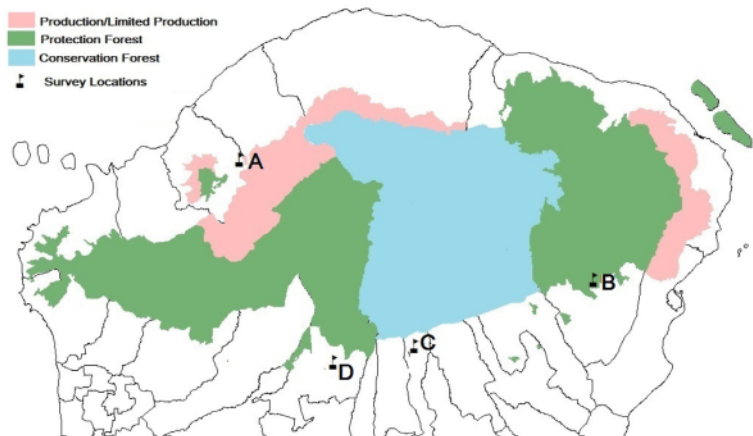 Production/Limited Production
Protection Forest
Conservation Forest
Survey Locations
A
B
C
D